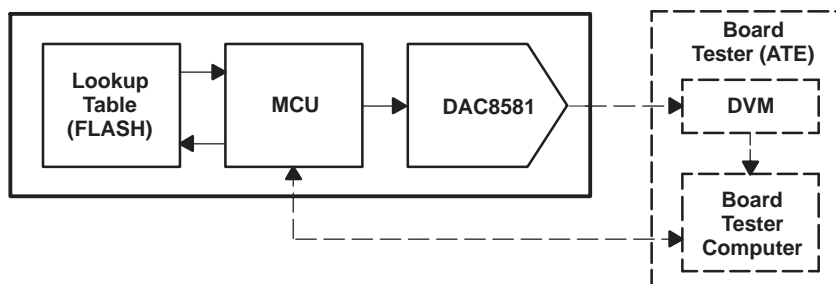 Lookup
Table
(FLASH)
MCU
DAC8581
Board
Tester (ATE)
DVM
Board
Tester
Computer